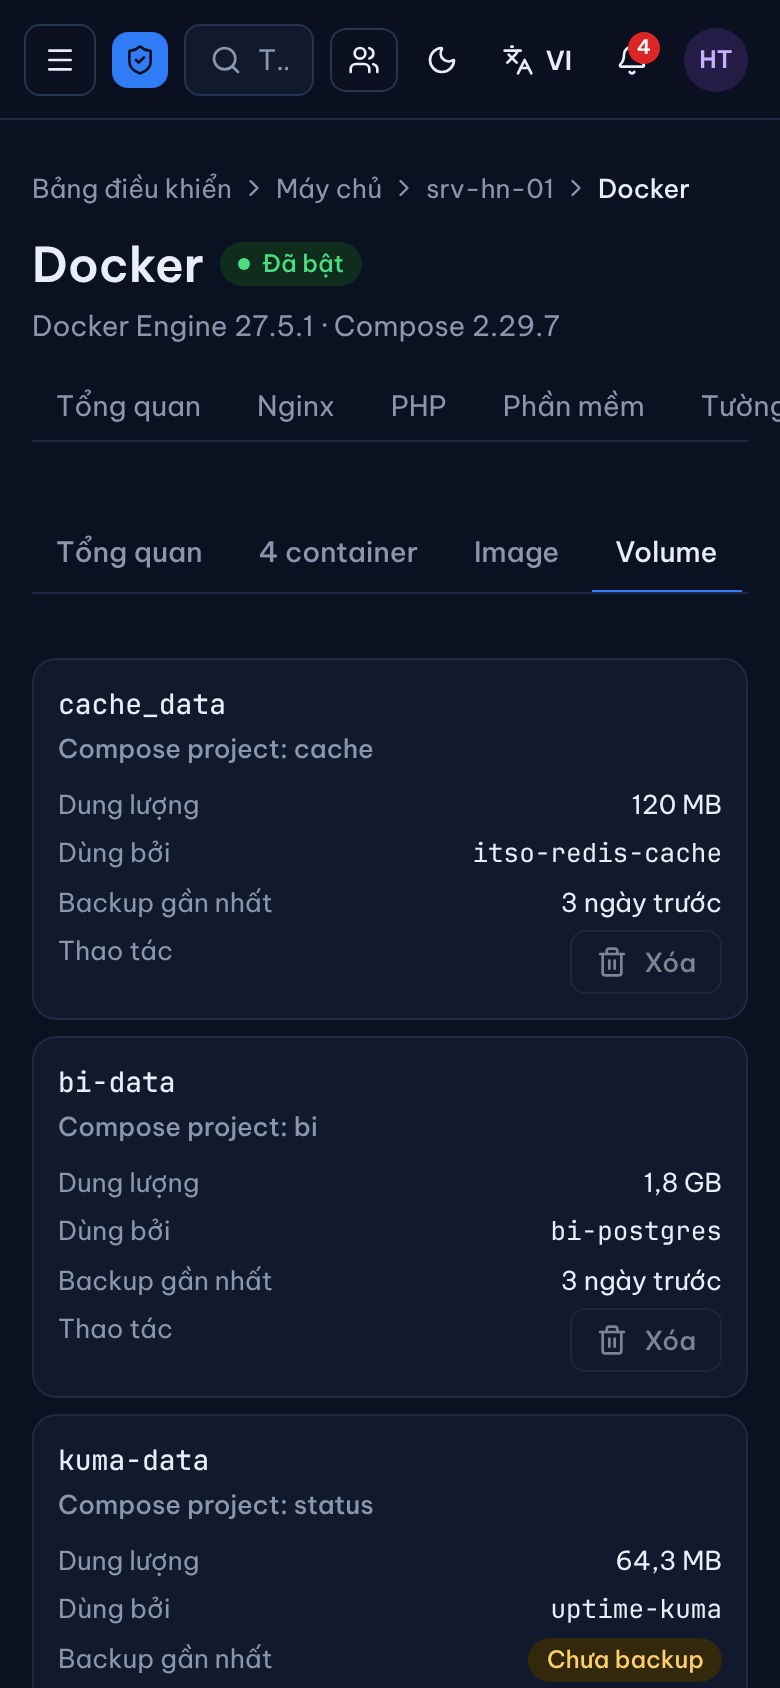 T..
VI
4
HT
Bảng điều khiển > Máy chủ > srv-hn-01 > Docker
Docker
Đã bật
Docker Engine 27.5.1 · Compose 2.29.7
Tổng quan Nginx PHP Phần mềm Tường
Tổng quan 4 container Image Volume
cache_data
Compose project: cache
Dung lượng 120 MB
Dùng bởi itso-redis-cache
Backup gần nhất 3 ngày trước
Thao tác Xóa
bi-data
Compose project: bi
Dung lượng 1,8 GB
Dùng bởi bi-postgres
Backup gần nhất 3 ngày trước
Thao tác Xóa
kuma-data
Compose project: status
Dung lượng 64,3 MB
Dùng bởi uptime-kuma
Backup gần nhất Chưa backup